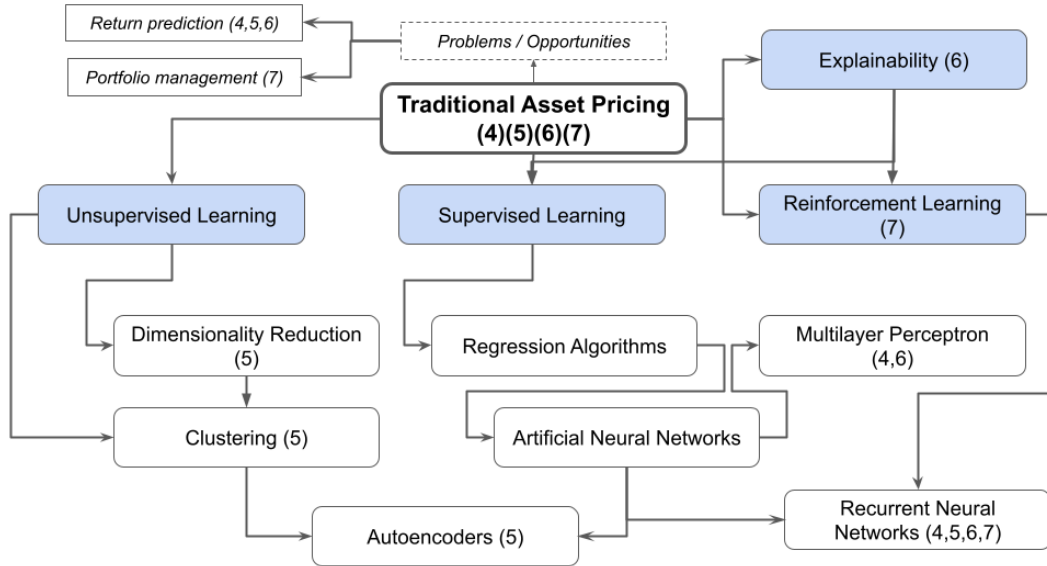 Return prediction (4,5,6)
Problems / Opportunities
Portfolio management (7)
Explainability (6)
Traditional Asset Pricing
(4)(5)(6)(7)
Unsupervised Learning
Supervised Learning
Reinforcement Learning
(7)
Dimensionality Reduction
(5)
Regression Algorithms
Multilayer Perceptron
(4,6)
Clustering (5)
Artificial Neural Networks
Autoencoders (5)
Recurrent Neural
Networks (4,5,6,7)